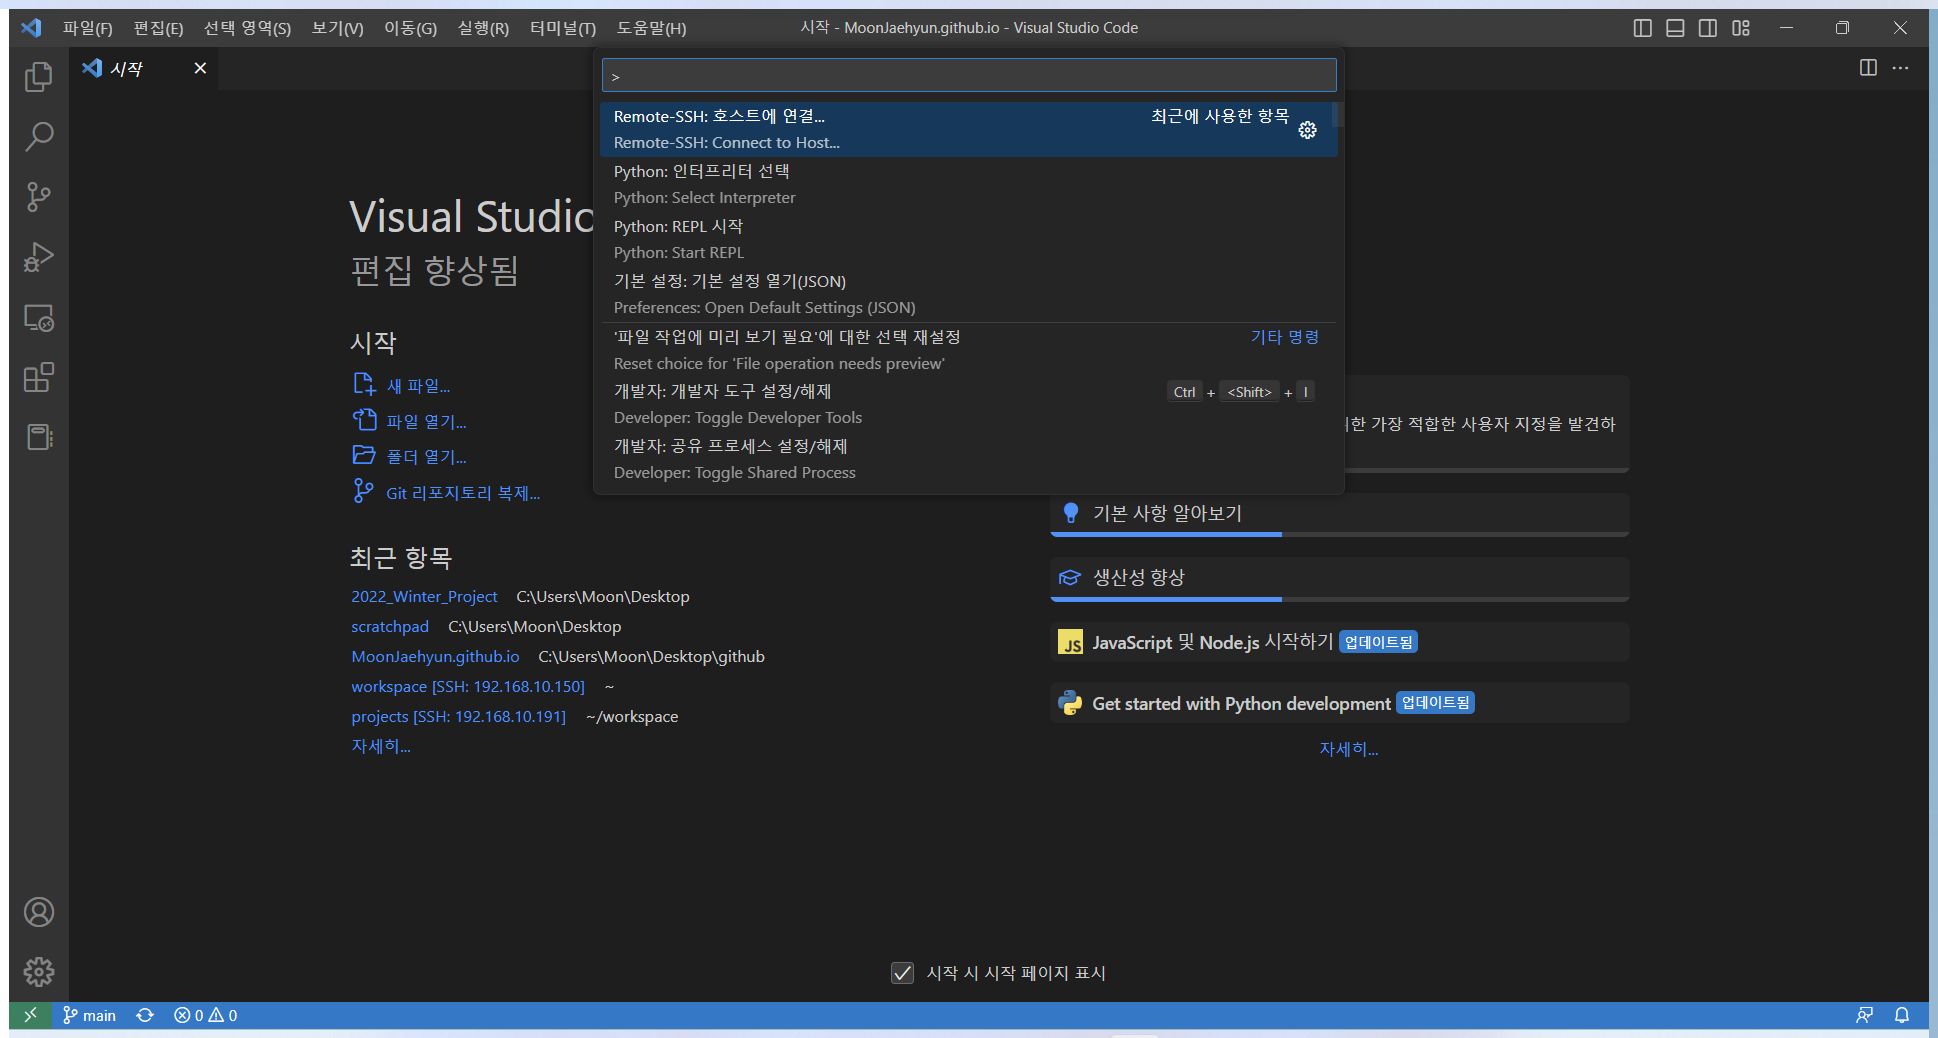 파일(F) 편집(E) 선택 영역(S) 보기(V) 이동(G) 실행(R) 터미널(T) 도움말(H) 시작 - MoonJaehyun.github.io - Visual Studio Code
시작
>
Remote-SSH: 호스트에 연결... 최근에 사용한 항목
Remote-SSH: Connect to Host...
Python: 인터프리터 선택
Python: Select Interpreter
Python: REPL 시작
Python: Start REPL
기본 설정: 기본 설정 열기(JSON)
Preferences: Open Default Settings (JSON)
'파일 작업에 미리 보기 필요'에 대한 선택 재설정 기타 명령
Reset choice for 'File operation needs preview'
개발자: 개발자 도구 설정/해제 Ctrl + <Shift> + I
Developer: Toggle Developer Tools
개발자: 공유 프로세스 설정/해제
Developer: Toggle Shared Process
Visual Studio
편집 향상됨
시작
새 파일...
파일 열기...
폴더 열기...
Git 리포지토리 복제...
최근 항목
2022_Winter_Project C:\Users\Moon\Desktop
scratchpad C:\Users\Moon\Desktop
MoonJaehyun.github.io C:\Users\Moon\Desktop\github
workspace [SSH: 192.168.10.150] ~
projects [SSH: 192.168.10.191] ~/workspace
자세히...
가장 적합한 사용자 지정을 발견하
기본 사항 알아보기
생산성 향상
JS JavaScript 및 Node.js 시작하기 업데이트됨
Get started with Python development 업데이트됨
자세히...
시작 시 시작 페이지 표시
main 0 0